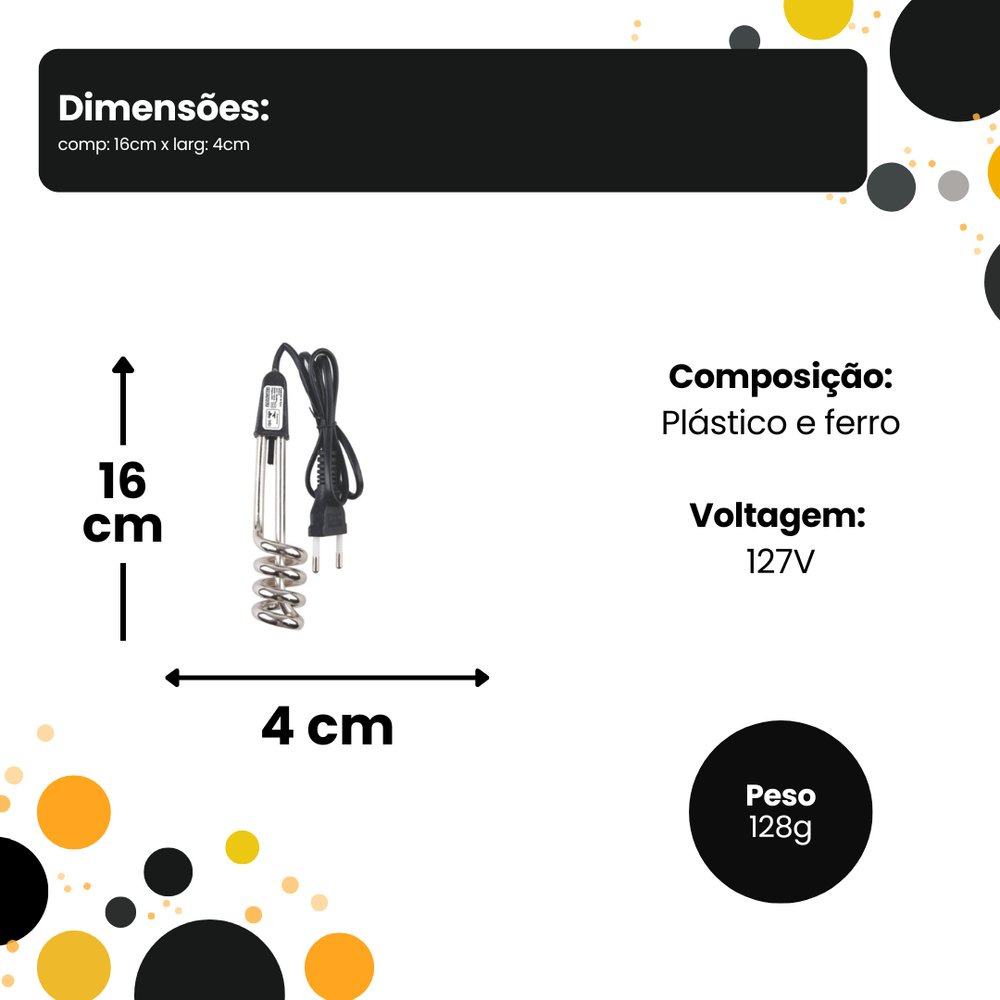 Dimensões:
comp: 16cm x larg: 4cm
16
cm
4 cm
Composição:
Plástico e ferro
Voltagem:
127V
Peso
128g